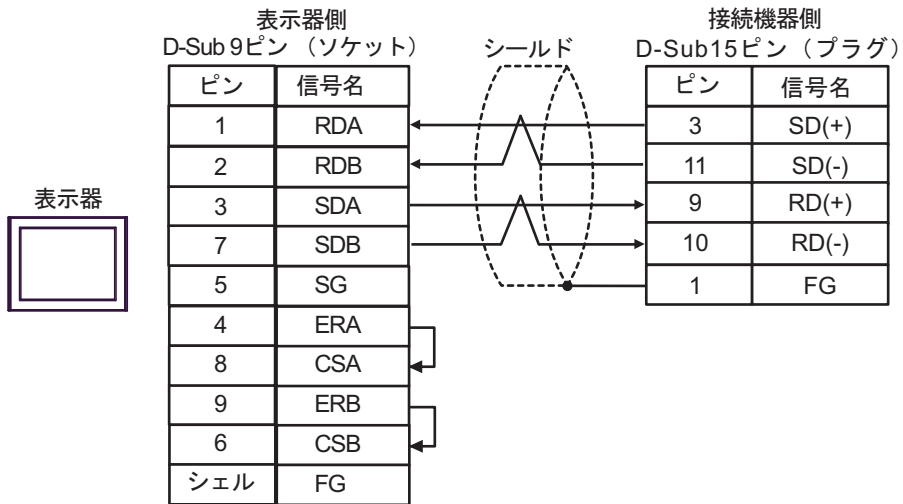 表示器側
D-Sub 9ピン（ソケット）
シールド
接続機器側
D-Sub15ピン（プラグ）
表示器
ピン 信号名
1 RDA
2 RDB
3 SDA
7 SDB
5 SG
4 ERA
8 CSA
9 ERB
6 CSB
シェル FG
ピン 信号名
3 SD(+)
11 SD(-)
9 RD(+)
10 RD(-)
1 FG